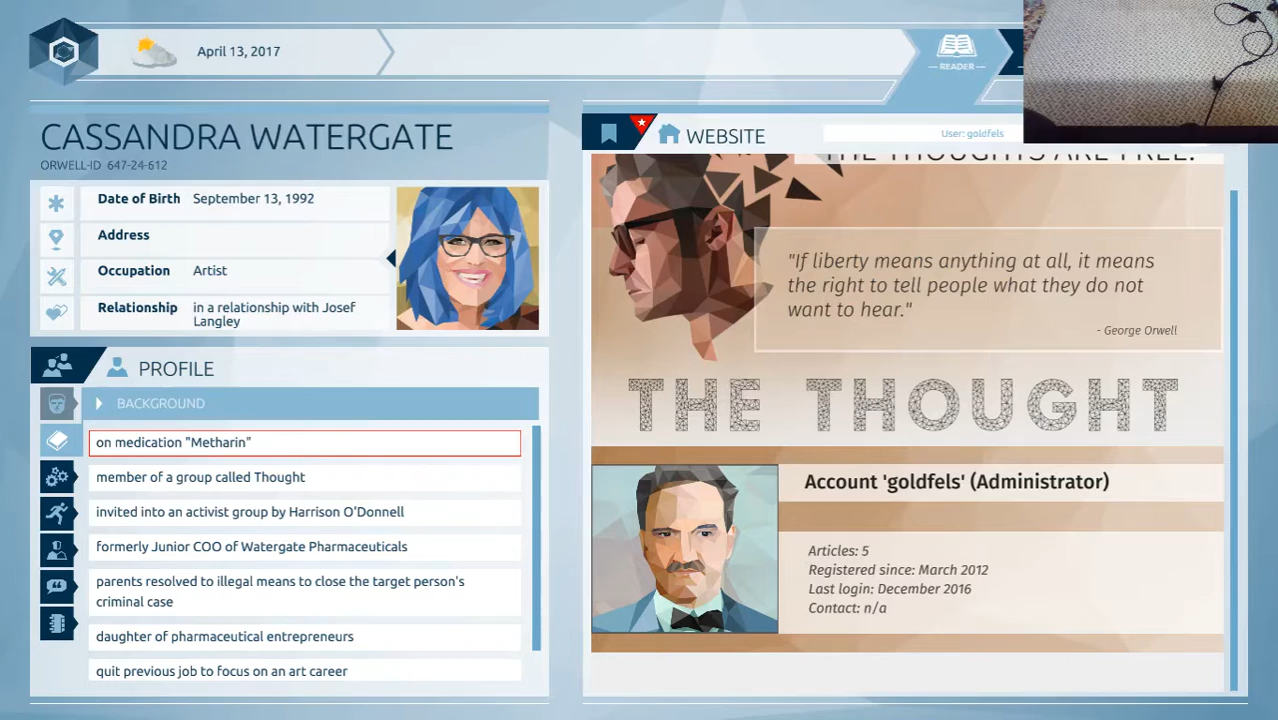 April 13, 2017
READER
CASSANDRA WATERGATE
ORWELL-ID 647-24-612
Date of Birth September 13, 1992
Address
Occupation Artist
Relationship in a relationship with Josef
Langley
PROFILE
BACKGROUND
on medication "Metharin"
member of a group called Thought
invited into an activist group by Harrison O'Donnell
formerly Junior COO of Watergate Pharmaceuticals
parents resolved to illegal means to close the target person's
criminal case
daughter of pharmaceutical entrepreneurs
quit previous job to focus on an art career
WEBSITE
User: goldfels
THE THOUGHTS ARE FREE.
"If liberty means anything at all, it means
the right to tell people what they do not
want to hear."
- George Orwell
THE THOUGHT
Account 'goldfels' (Administrator)
Articles: 5
Registered since: March 2012
Last login: December 2016
Contact: n/a